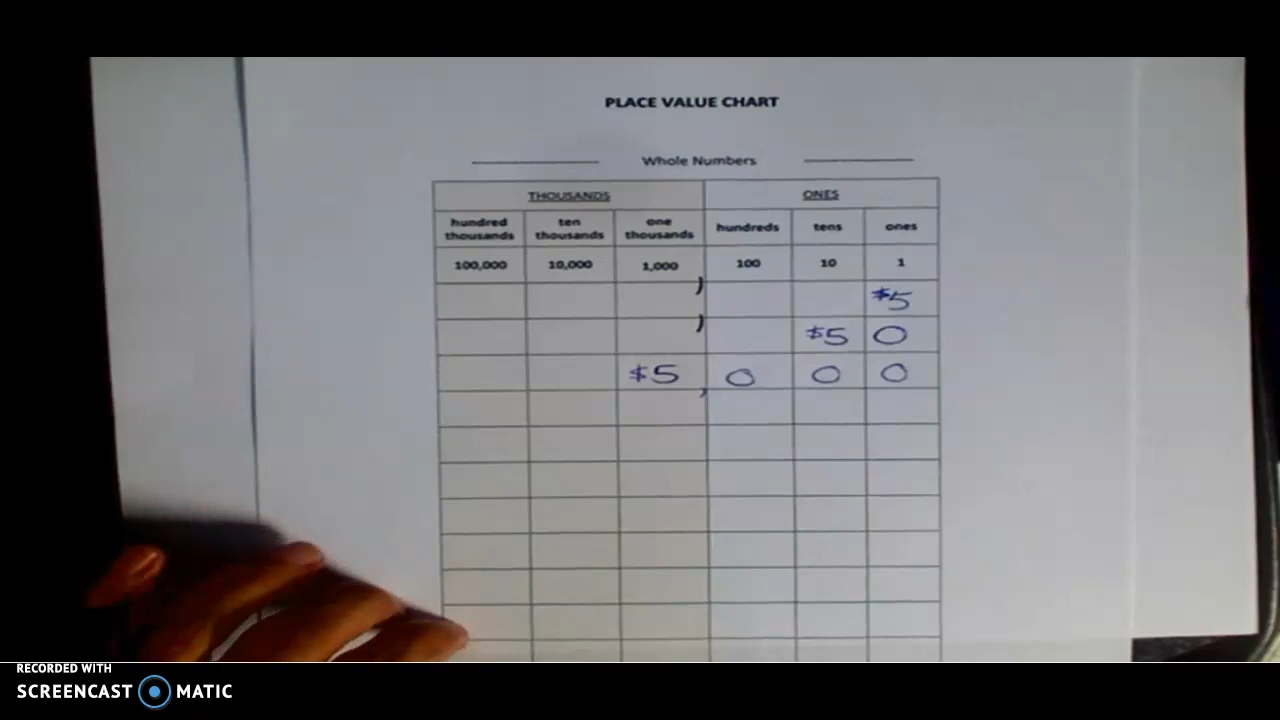 PLACE VALUE CHART
Whole Numbers
THOUSANDS ONES
hundred thousands ten thousands one thousands hundreds tens ones
100,000 10,000 1,000 100 10 1
, $5
, $5 0
$5, 0 0 0
RECORDED WITH
SCREENCAST MATIC